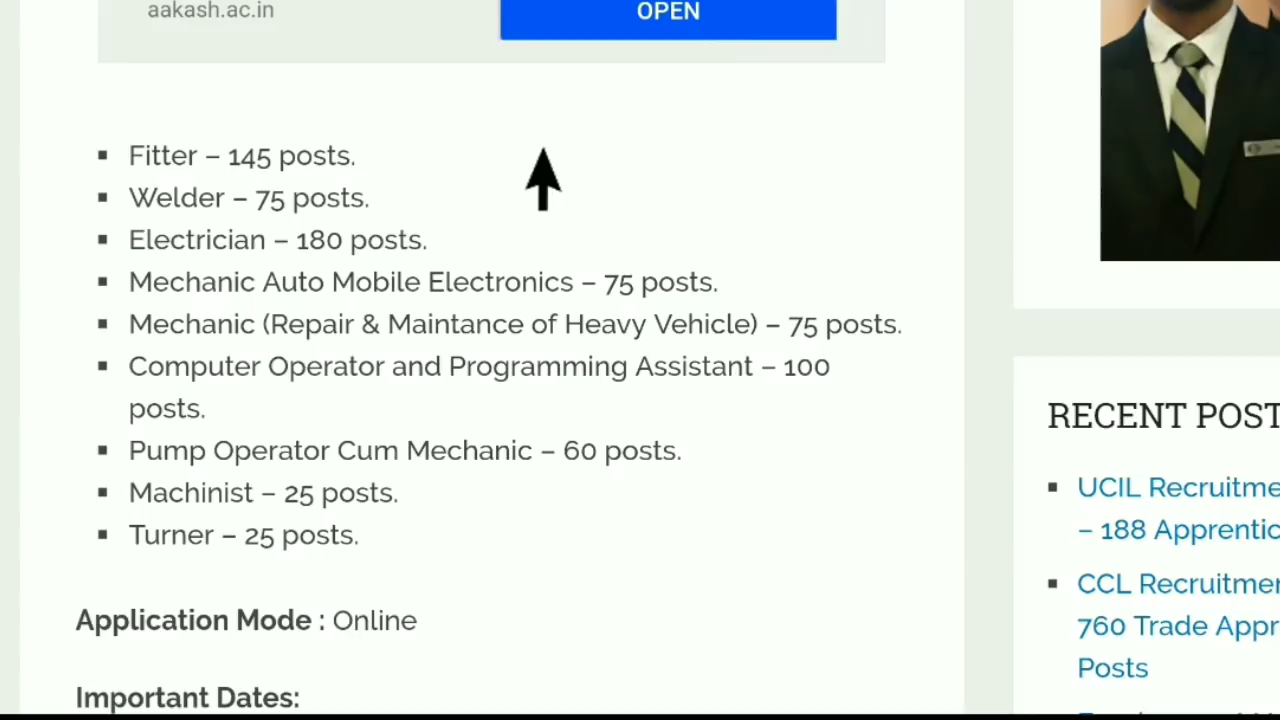 aakash.ac.in
OPEN
Fitter – 145 posts.
Welder – 75 posts.
Electrician – 180 posts.
Mechanic Auto Mobile Electronics – 75 posts.
Mechanic (Repair & Maintance of Heavy Vehicle) – 75 posts.
Computer Operator and Programming Assistant – 100
posts.
Pump Operator Cum Mechanic – 60 posts.
Machinist – 25 posts.
Turner – 25 posts.
Application Mode : Online
Important Dates:
RECENT POST
UCIL Recruitme
– 188 Apprentic
CCL Recruitmen
760 Trade Appr
Posts